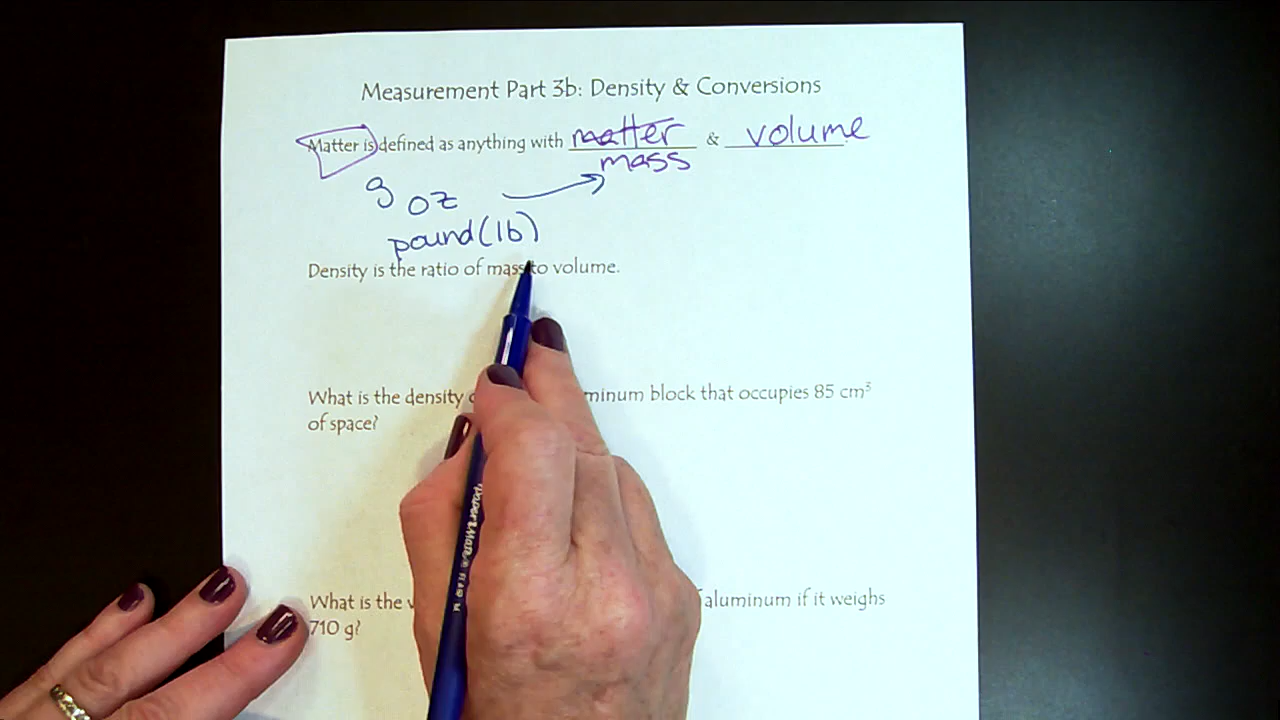 Measurement Part 3b: Density & Conversions
Matter is defined as anything with matter & volume
mass
g oz
pound(lb)
Density is the ratio of mass to volume.
What is the density minum block that occupies 85 cm³
of space?
What is the aluminum if it weighs
710 g?